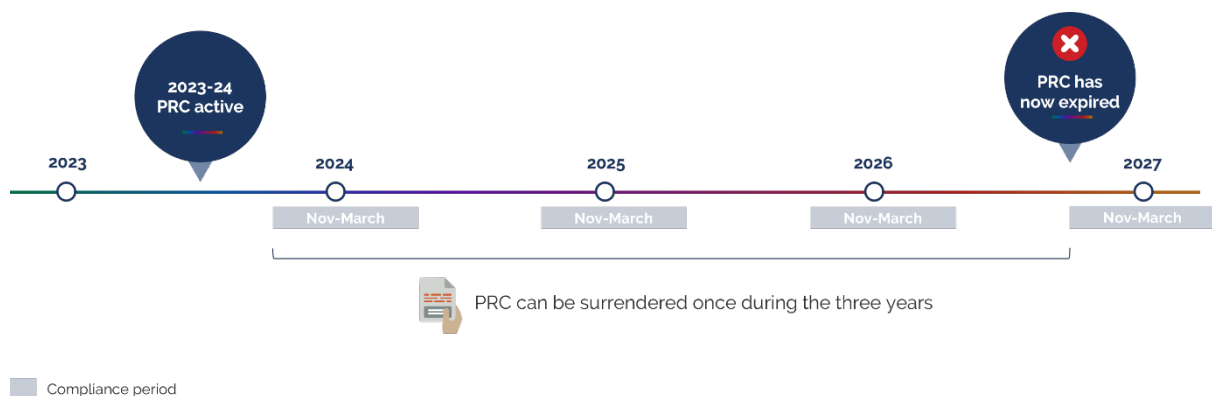 2023-24
PRC active
PRC has
now expired
2023
2024
2025
2026
2027
Nov-March
Nov-March
Nov-March
Nov-March
PRC can be surrendered once during the three years
Compliance period